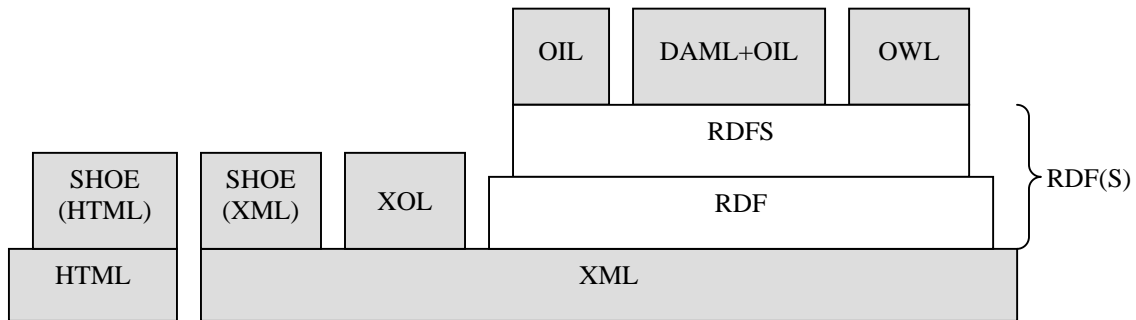 OIL
DAML+OIL
OWL
RDFS
RDF(S)
SHOE
(HTML)
SHOE
(XML)
XOL
RDF
HTML
XML